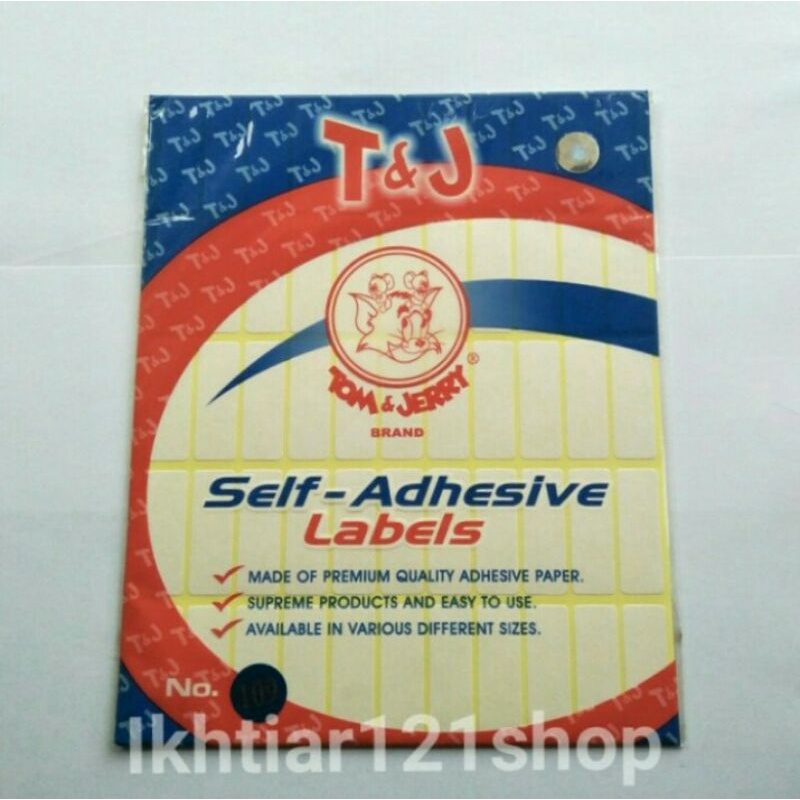 T&J
TOM & JERRY®
BRAND
Self-Adhesive
Labels
MADE OF PREMIUM QUALITY ADHESIVE PAPER.
SUPREME PRODUCTS AND EASY TO USE.
AVAILABLE IN VARIOUS DIFFERENT SIZES.
No. 109
Ikhtiar121shop